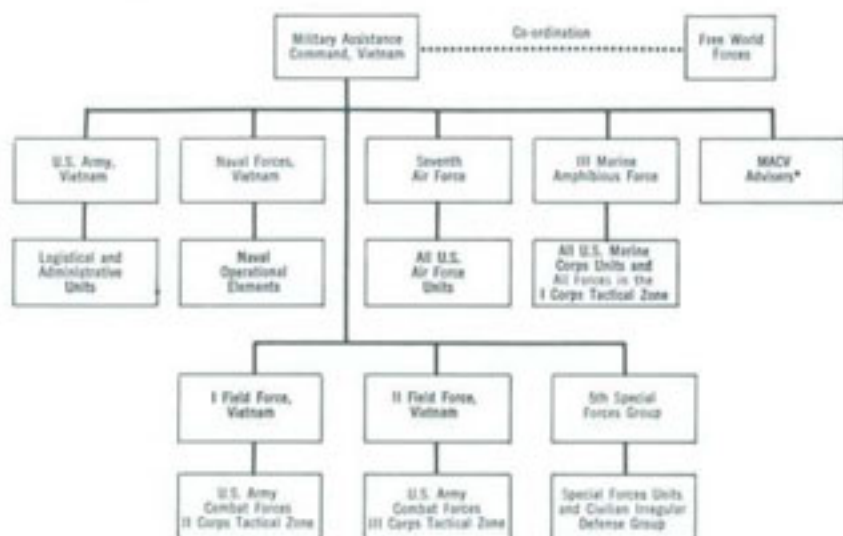 Military Assistance
Command, Vietnam
Co-ordination
Free World
Forces
U.S. Army,
Vietnam
Naval Forces,
Vietnam
Seventh
Air Force
III Marine
Amphibious Force
MACV
Advisers*
Logistical and
Administrative
Units
Naval
Operational
Elements
All U.S.
Air Force
Units
All U.S. Marine
Corps Units and
All Forces in the
I Corps Tactical Zone
I Field Force,
Vietnam
II Field Force,
Vietnam
5th Special
Forces Group
U.S. Army
Combat Forces
II Corps Tactical Zone
U.S. Army
Combat Forces
III Corps Tactical Zone
Special Forces Units
and Civilian Irregular
Defense Group